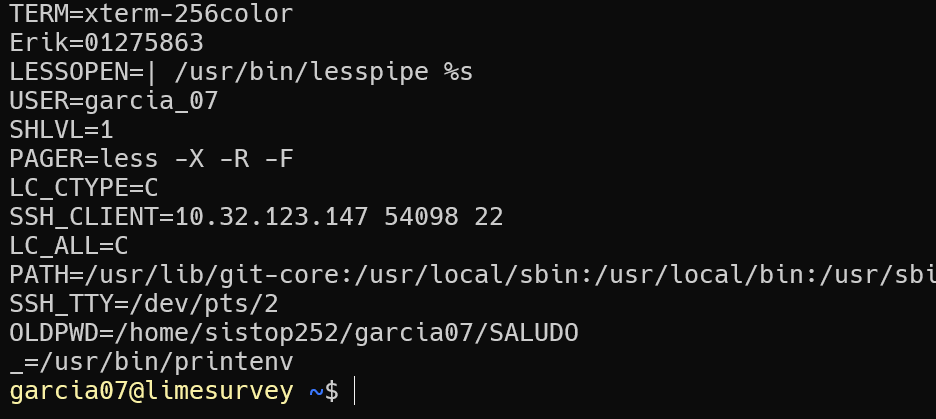 TERM=xterm-256color
Erik=01275863
LESSOPEN=| /usr/bin/lesspipe %s
USER=garcia_07
SHLVL=1
PAGER=less -X -R -F
LC_CTYPE=C
SSH_CLIENT=10.32.123.147 54098 22
LC_ALL=C
PATH=/usr/lib/git-core:/usr/local/sbin:/usr/local/bin:/usr/sbi
SSH_TTY=/dev/pts/2
OLDPWD=/home/sistop252/garcia07/SALUDO
_=/usr/bin/printenv
garcia07@limesurvey ~$